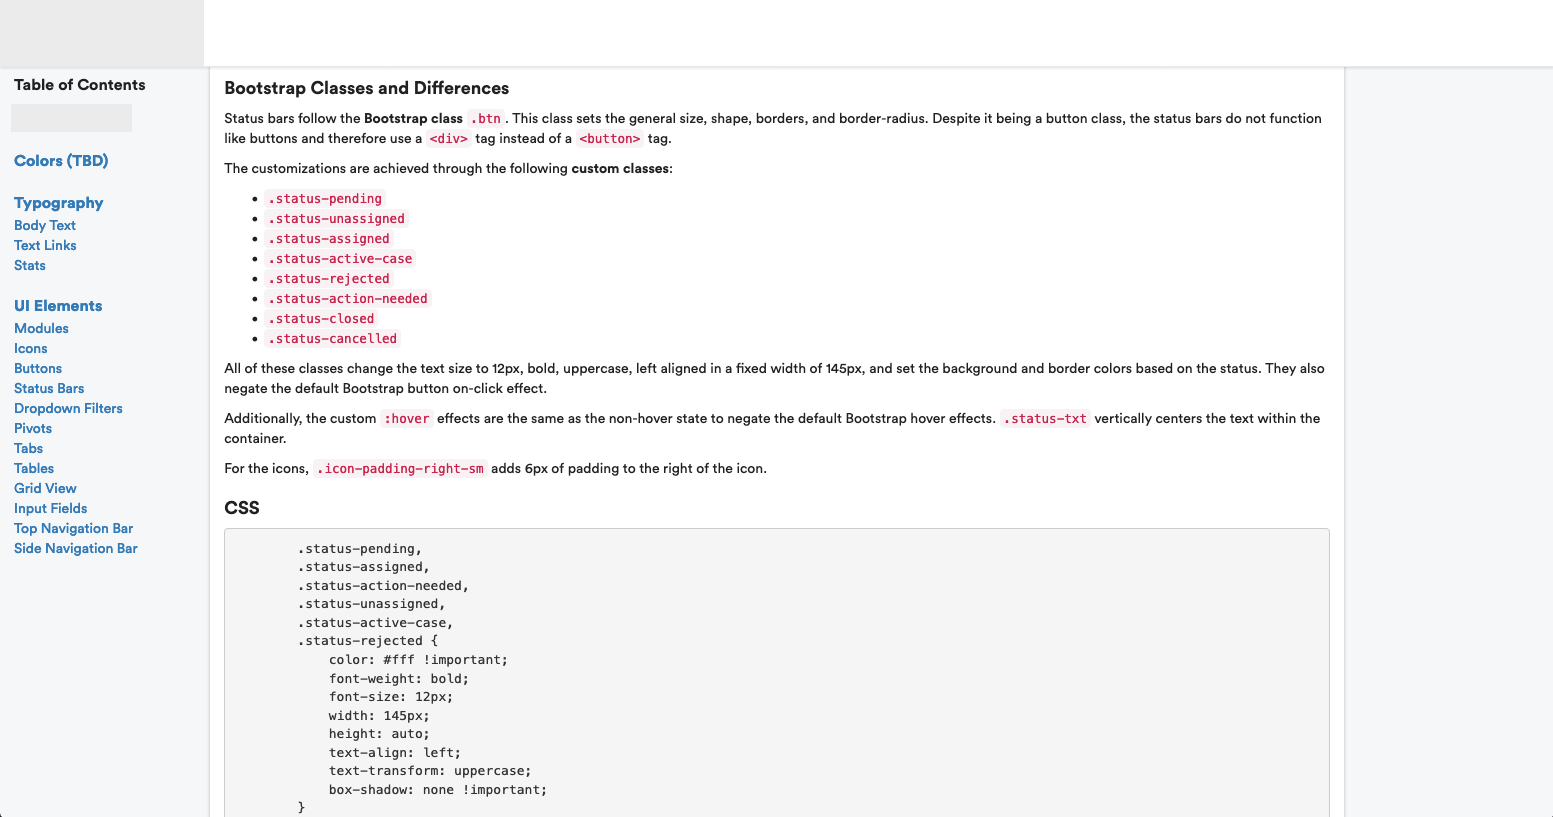 Table of Contents
Colors (TBD)
Typography
Body Text
Text Links
Stats
UI Elements
Modules
Icons
Buttons
Status Bars
Dropdown Filters
Pivots
Tabs
Tables
Grid View
Input Fields
Top Navigation Bar
Side Navigation Bar
Bootstrap Classes and Differences
Status bars follow the Bootstrap class .btn . This class sets the general size, shape, borders, and border-radius. Despite it being a button class, the status bars do not function
like buttons and therefore use a <div> tag instead of a <button> tag.
The customizations are achieved through the following custom classes:
• .status-pending
• .status-unassigned
• .status-assigned
• .status-active-case
• .status-rejected
• .status-action-needed
• .status-closed
• .status-cancelled
All of these classes change the text size to 12px, bold, uppercase, left aligned in a fixed width of 145px, and set the background and border colors based on the status. They also
negate the default Bootstrap button on-click effect.
Additionally, the custom :hover effects are the same as the non-hover state to negate the default Bootstrap hover effects. .status-txt vertically centers the text within the
container.
For the icons, .icon-padding-right-sm adds 6px of padding to the right of the icon.
CSS
.status-pending,
.status-assigned,
.status-action-needed,
.status-unassigned,
.status-active-case,
.status-rejected {
color: #fff !important;
font-weight: bold;
font-size: 12px;
width: 145px;
height: auto;
text-align: left;
text-transform: uppercase;
box-shadow: none !important;
}